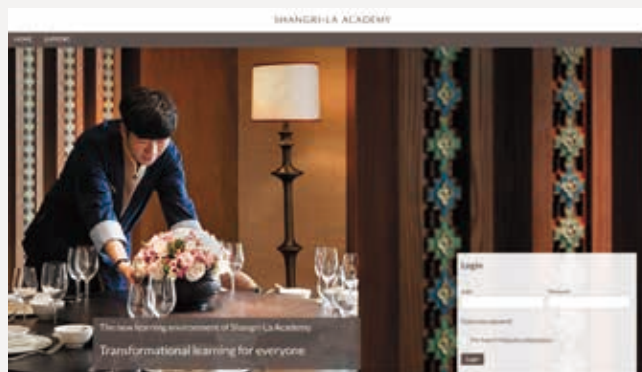 SHANGRI-LA ACADEMY
HOME SUPPORT
Login
Password
The new learning environment of Shangri-La Academy
Transformational learning for everyone
Login